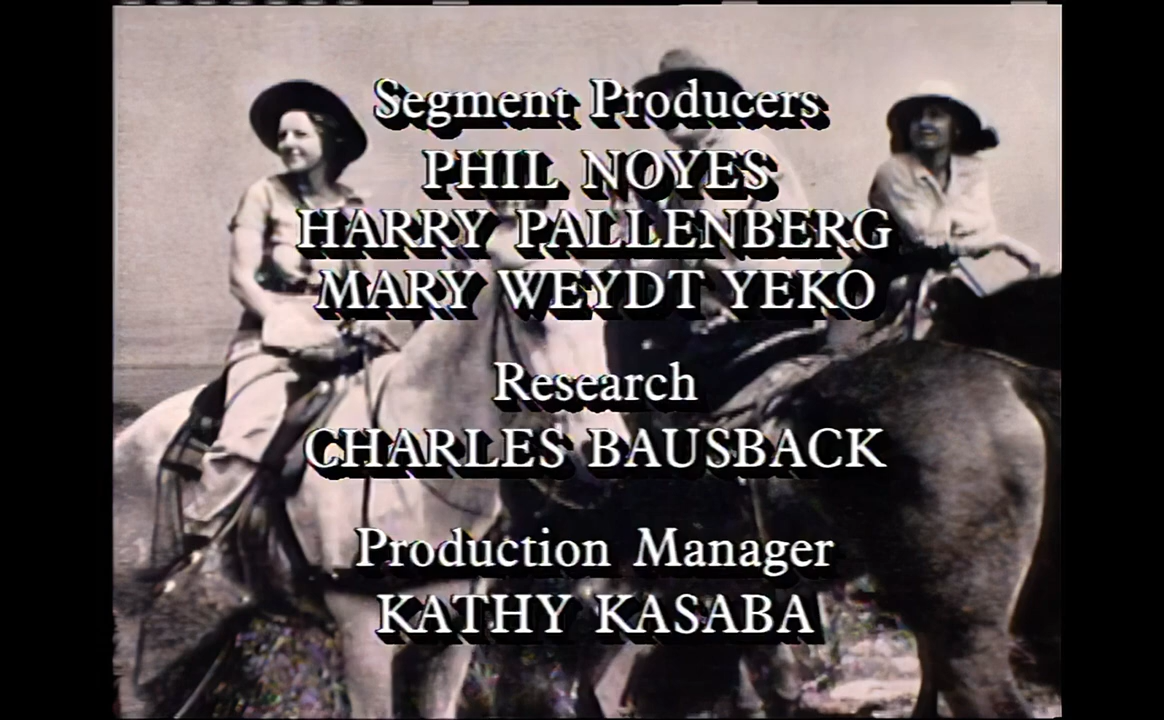 Segment Producers
PHIL NOYES
HARRY PALLENBERG
MARY WEYDT YEKO
Research
CHARLES BAUSBACK
Production Manager
KATHY KASABA